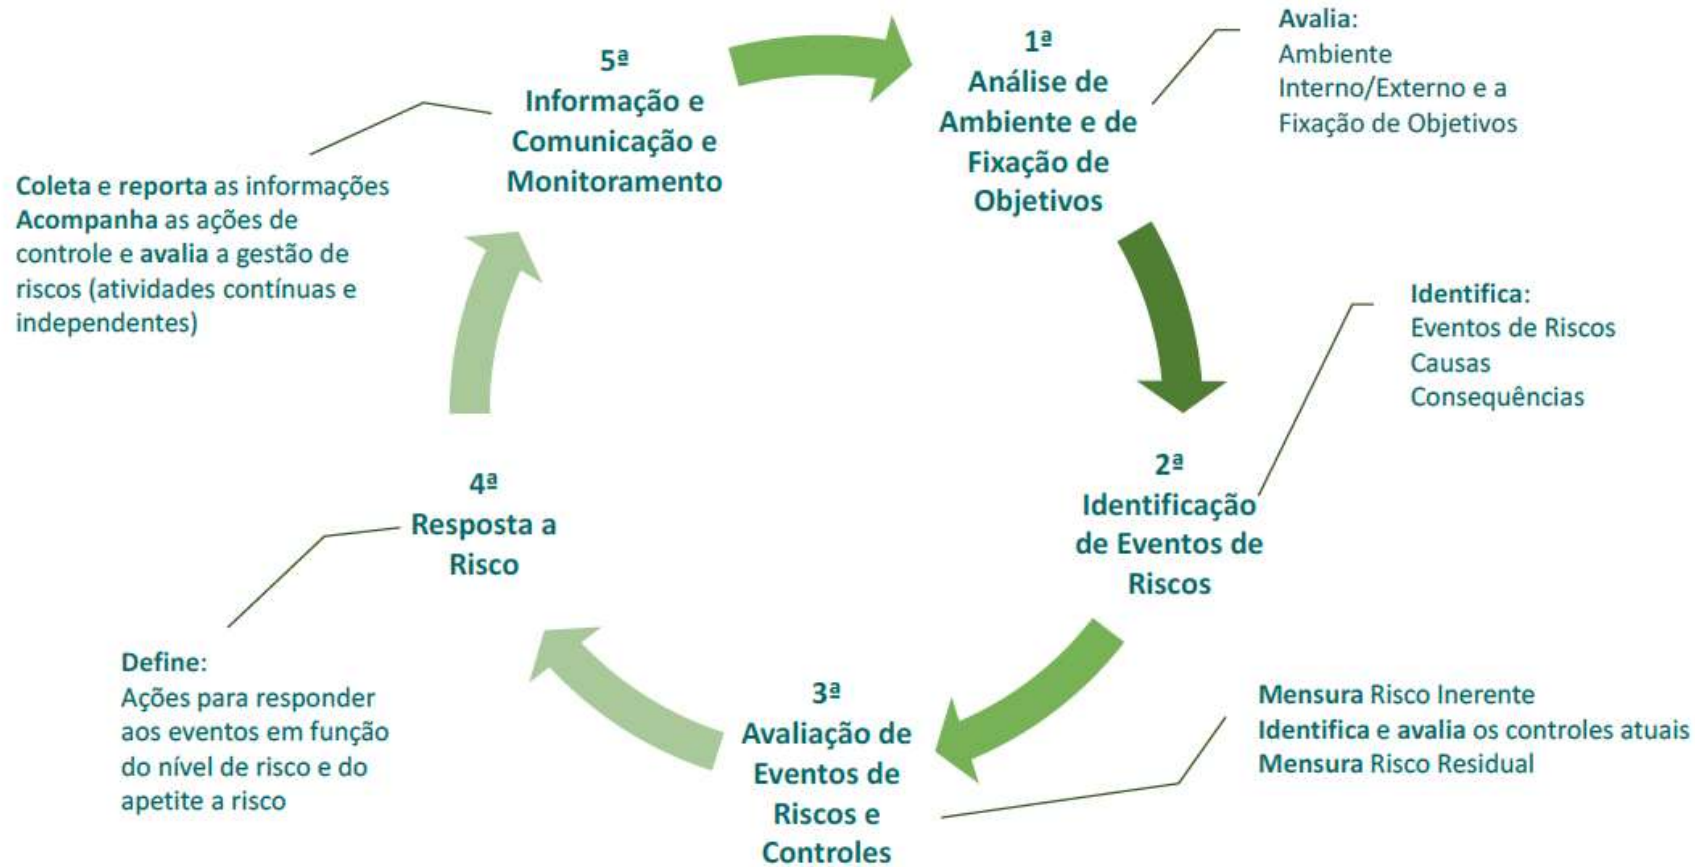 1ª
Análise de
Ambiente e de
Fixação de
Objetivos
Avalia:
Ambiente
Interno/Externo e a
Fixação de Objetivos
2ª
Identificação
de Eventos de
Riscos
Identifica:
Eventos de Riscos
Causas
Consequências
3ª
Avaliação de
Eventos de
Riscos e
Controles
Mensura Risco Inerente
Identifica e avalia os controles atuais
Mensura Risco Residual
4ª
Resposta a
Risco
Define:
Ações para responder
aos eventos em função
do nível de risco e do
apetite a risco
5ª
Informação e
Comunicação e
Monitoramento
Coleta e reporta as informações
Acompanha as ações de
controle e avalia a gestão de
riscos (atividades contínuas e
independentes)